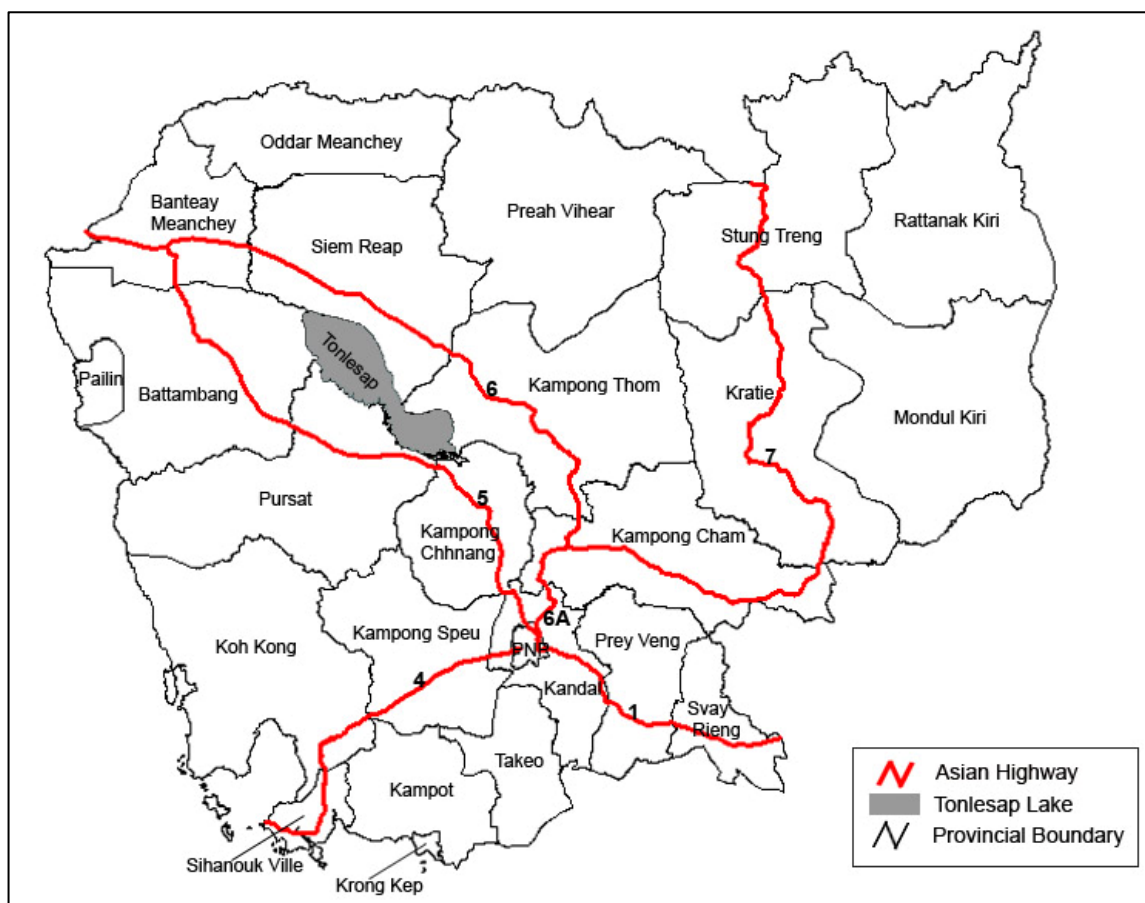 Oddar Meanchey
Banteay
Meanchey
Siem Reap
Preah Vihear
Stung Treng
Rattanak Kiri
Tonlesap
Pailin
Battambang
6
Kampong Thom
Kratie
Mondul Kiri
7
Pursat
5
Kampong
Chhnang
Kampong Cham
6A
Kampong Speu
PNP
Prey Veng
Koh Kong
4
Kandal
1
Svay
Rieng
Takeo
Kampot
Sihanouk Ville
Krong Kep
Asian Highway
Tonlesap Lake
Provincial Boundary